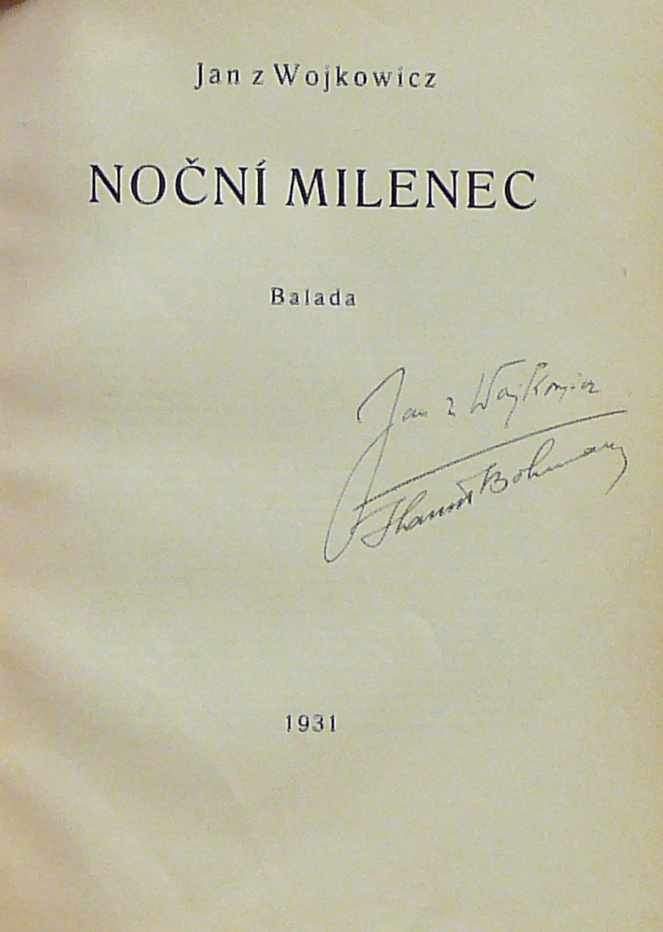 Jan z Wojkowicz
NOČNÍ MILENEC
Balada
Jan z Wojkowicz
1931